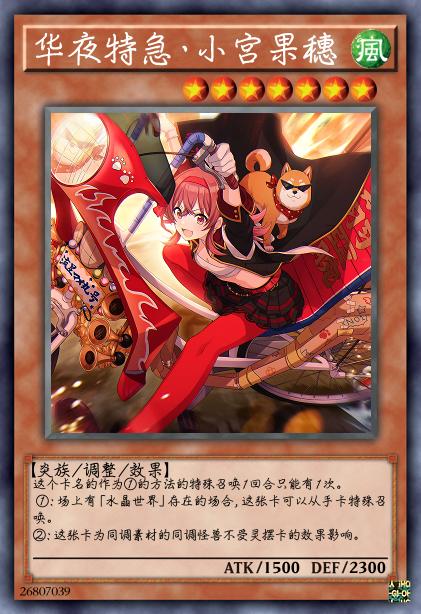 华夜特急·小宫果穗
風
【炎族/调整/效果】
这个卡名的作为①的方法的特殊召唤1回合只能有1次。
①:场上有「水晶世界」存在的场合,这张卡可以从手卡特殊召
唤。
②:这张卡为同调素材的同调怪兽不受灵摆卡的效果影响。
ATK/1500 DEF/2300
26807039